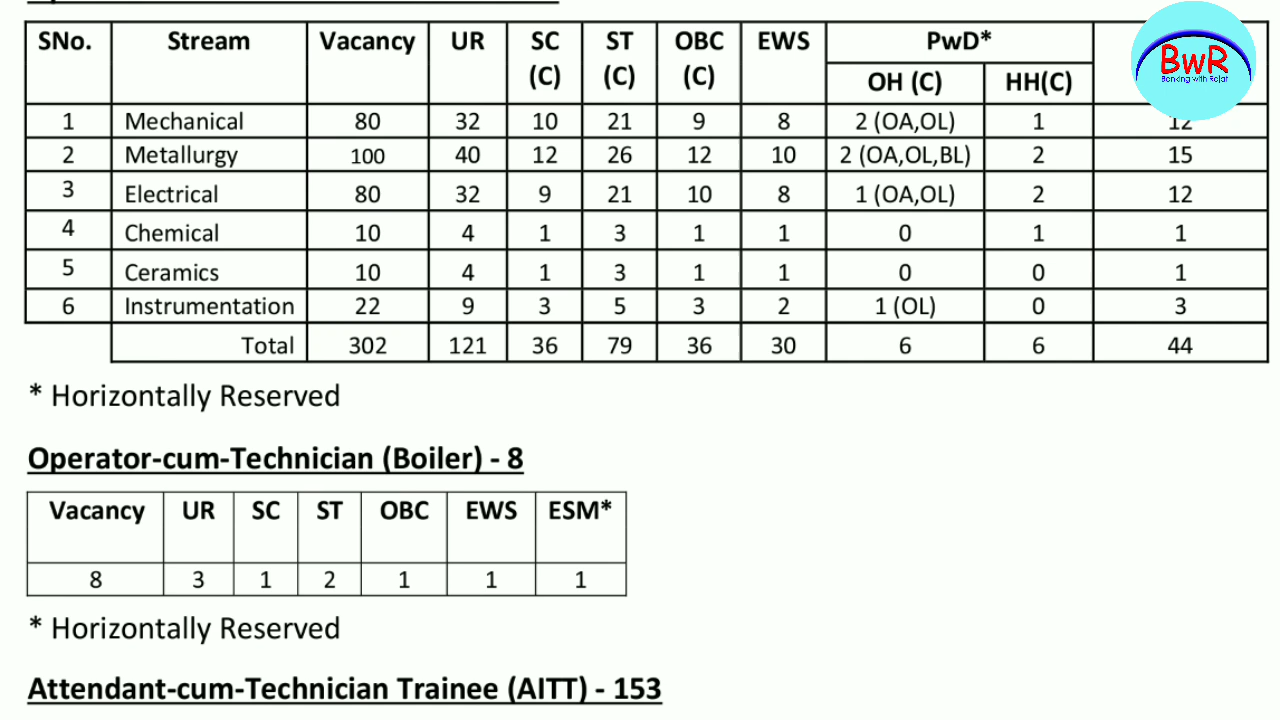 SNo. Stream Vacancy UR SC (C) ST (C) OBC (C) EWS PwD*
OH (C) HH(C)
BwR
Banking with Rajat
1 Mechanical 80 32 10 21 9 8 2 (OA,OL) 1 12
2 Metallurgy 100 40 12 26 12 10 2 (OA,OL,BL) 2 15
3 Electrical 80 32 9 21 10 8 1 (OA,OL) 2 12
4 Chemical 10 4 1 3 1 1 0 1 1
5 Ceramics 10 4 1 3 1 1 0 0 1
6 Instrumentation 22 9 3 5 3 2 1 (OL) 0 3
Total 302 121 36 79 36 30 6 6 44
* Horizontally Reserved
Operator-cum-Technician (Boiler) - 8
Vacancy UR SC ST OBC EWS ESM*
8 3 1 2 1 1 1
* Horizontally Reserved
Attendant-cum-Technician Trainee (AITT) - 153